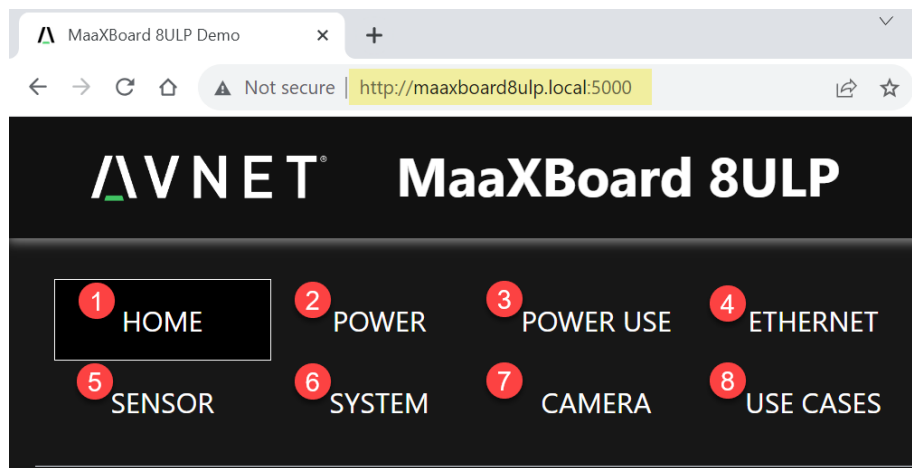 MaaXBoard 8ULP Demo
Not secure | http://maaxboard8ulp.local:5000
AVNET® MaaXBoard 8ULP
1 HOME 2 POWER 3 POWER USE 4 ETHERNET
5 SENSOR 6 SYSTEM 7 CAMERA 8 USE CASES